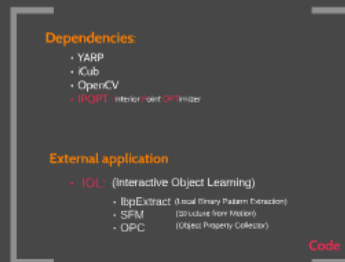 Dependencies:
• YARP
• iCub
• OpenCV
• IPOPT Interior Point OPTimizer
External application
• IOL: (Interactive Object Learning)
• lbpExtract (Local Binary Pattern Extraction)
• SFM (Structure from Motion)
• OPC (Object Property Collector)
Code